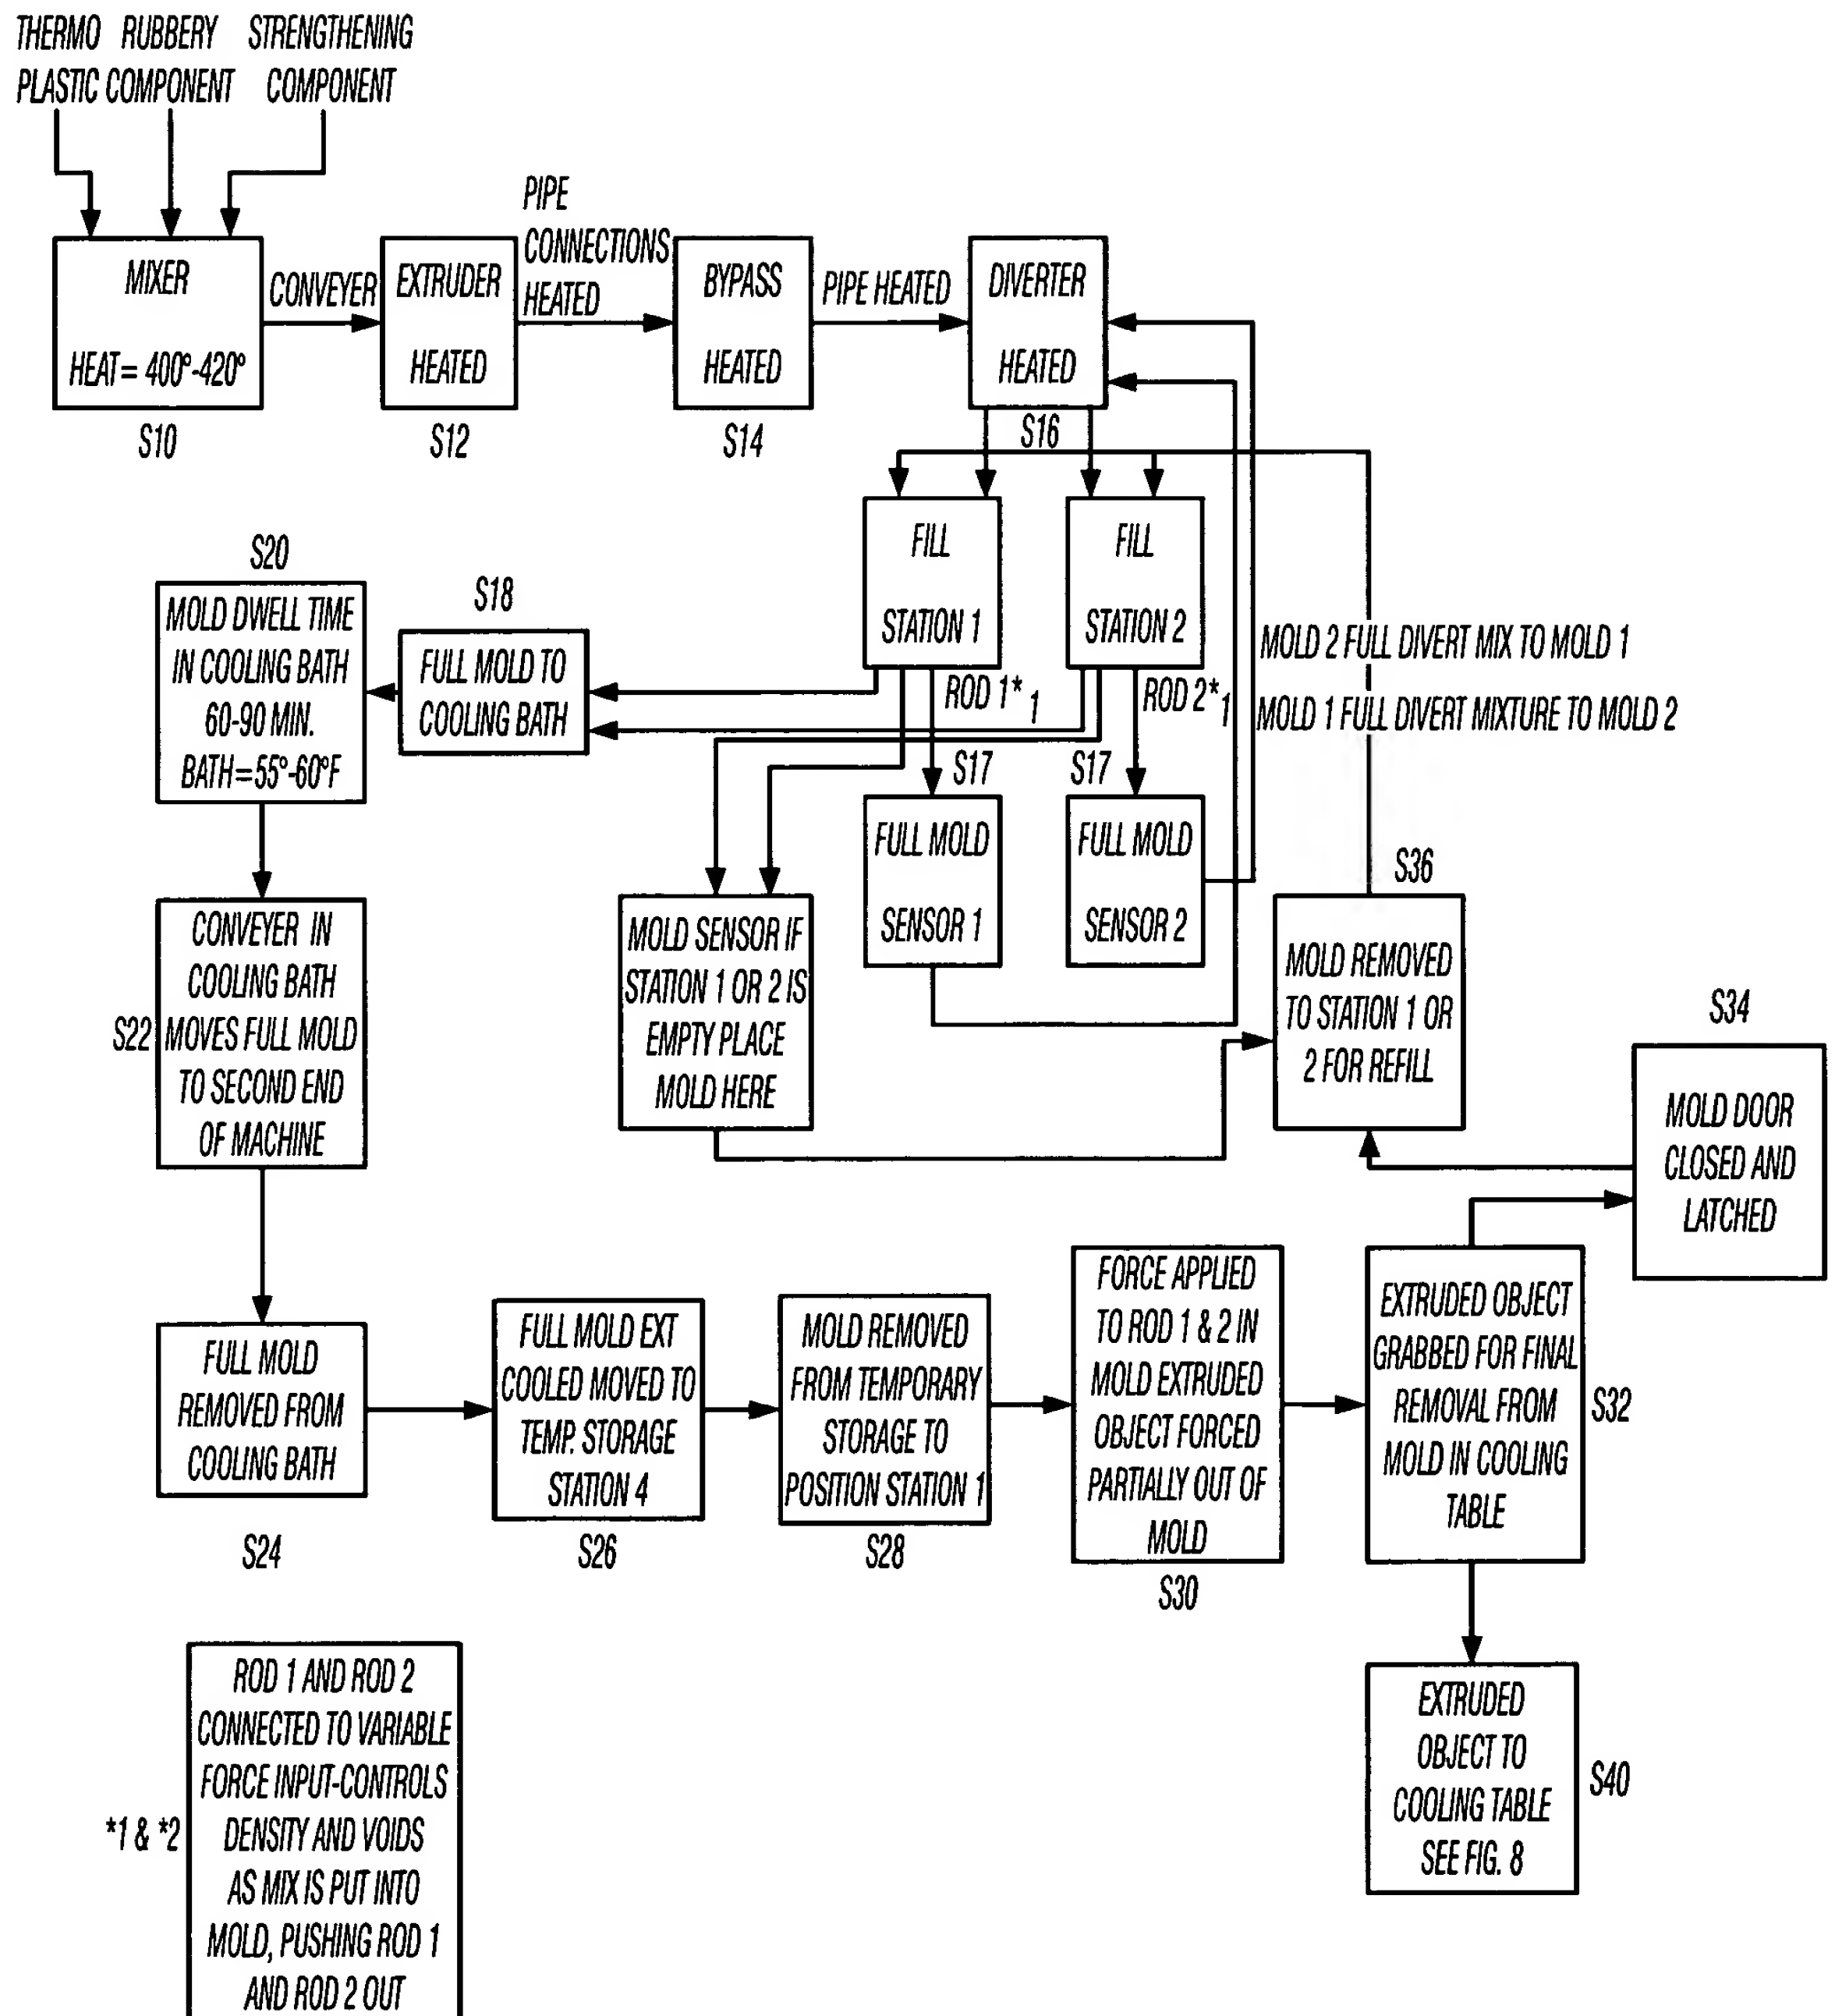 THERMO PLASTIC
RUBBERY COMPONENT
STRENGTHENING COMPONENT
MIXER
HEAT= 400°-420°
S10
CONVEYER
EXTRUDER
HEATED
S12
PIPE
CONNECTIONS
HEATED
BYPASS
HEATED
S14
PIPE HEATED
DIVERTER
HEATED
S16
FILL
STATION 1
FILL
STATION 2
ROD 1*1
ROD 2*1
MOLD 2 FULL DIVERT MIX TO MOLD 1
MOLD 1 FULL DIVERT MIXTURE TO MOLD 2
S17
FULL MOLD
SENSOR 1
S17
FULL MOLD
SENSOR 2
S18
FULL MOLD TO
COOLING BATH
S20
MOLD DWELL TIME
IN COOLING BATH
60-90 MIN.
BATH=55°-60°F
S22
CONVEYER IN
COOLING BATH
MOVES FULL MOLD
TO SECOND END
OF MACHINE
MOLD SENSOR IF
STATION 1 OR 2 IS
EMPTY PLACE
MOLD HERE
S36
MOLD REMOVED
TO STATION 1 OR
2 FOR REFILL
S34
MOLD DOOR
CLOSED AND
LATCHED
FULL MOLD
REMOVED FROM
COOLING BATH
S24
FULL MOLD EXT
COOLED MOVED TO
TEMP. STORAGE
STATION 4
S26
MOLD REMOVED
FROM TEMPORARY
STORAGE TO
POSITION STATION 1
S28
FORCE APPLIED
TO ROD 1 & 2 IN
MOLD EXTRUDED
OBJECT FORCED
PARTIALLY OUT OF
MOLD
S30
EXTRUDED OBJECT
GRABBED FOR FINAL
REMOVAL FROM
MOLD IN COOLING
TABLE
S32
EXTRUDED
OBJECT TO
COOLING TABLE
SEE FIG. 8
S40
*1 & *2
ROD 1 AND ROD 2
CONNECTED TO VARIABLE
FORCE INPUT-CONTROLS
DENSITY AND VOIDS
AS MIX IS PUT INTO
MOLD, PUSHING ROD 1
AND ROD 2 OUT